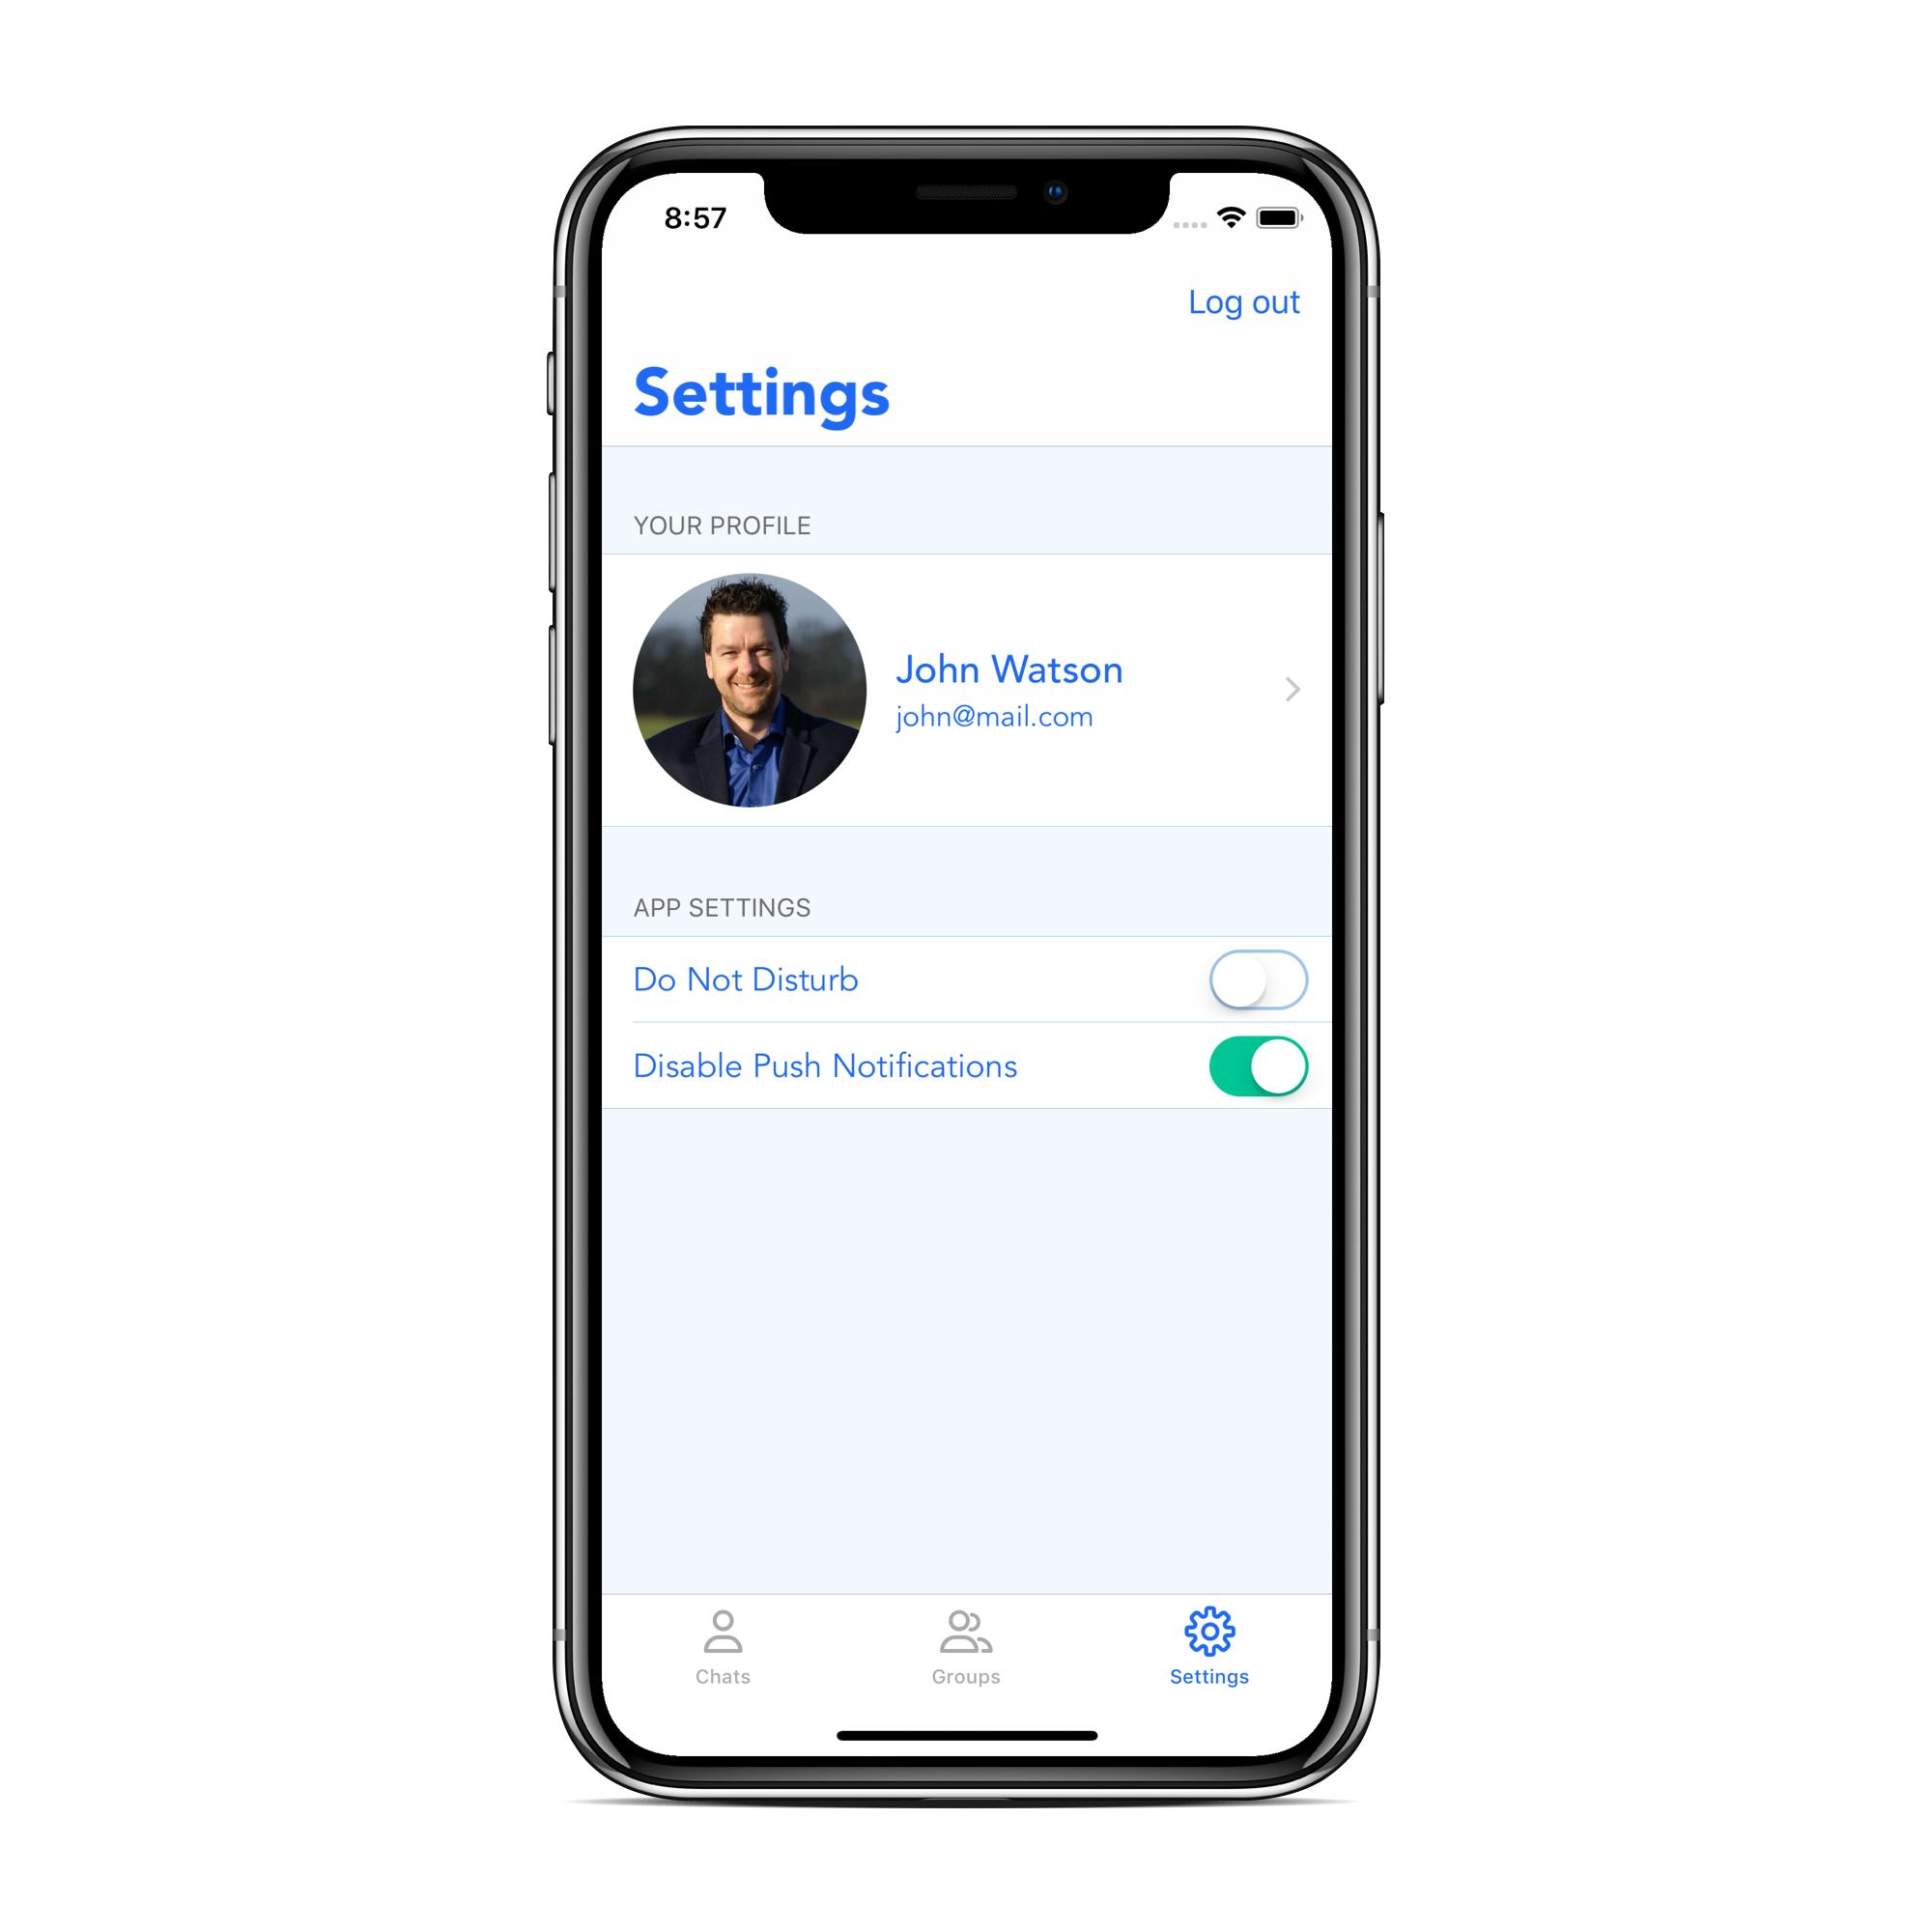 8:57
Log out
Settings
YOUR PROFILE
John Watson
john@mail.com
APP SETTINGS
Do Not Disturb
Disable Push Notifications
Chats
Groups
Settings